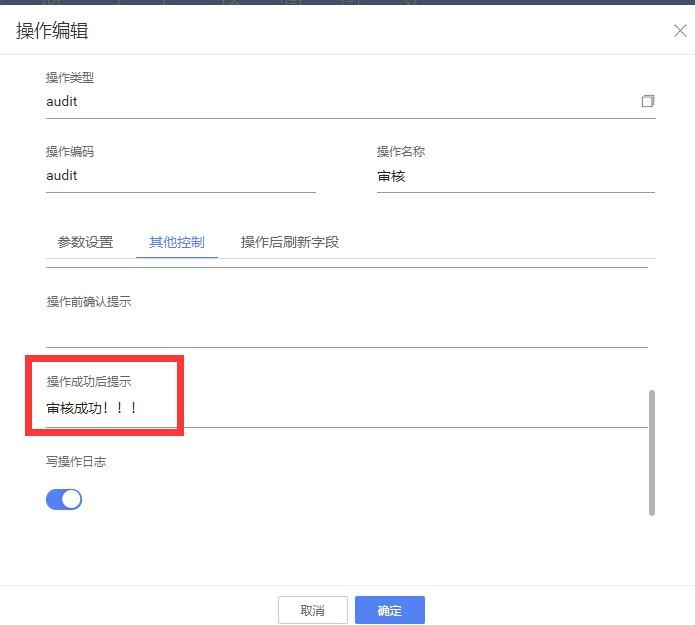 操作编辑
操作类型
audit
操作编码
操作名称
audit
审核
参数设置
其他控制
操作后刷新字段
操作前确认提示
操作成功后提示
审核成功！！！
写操作日志
取消
确定